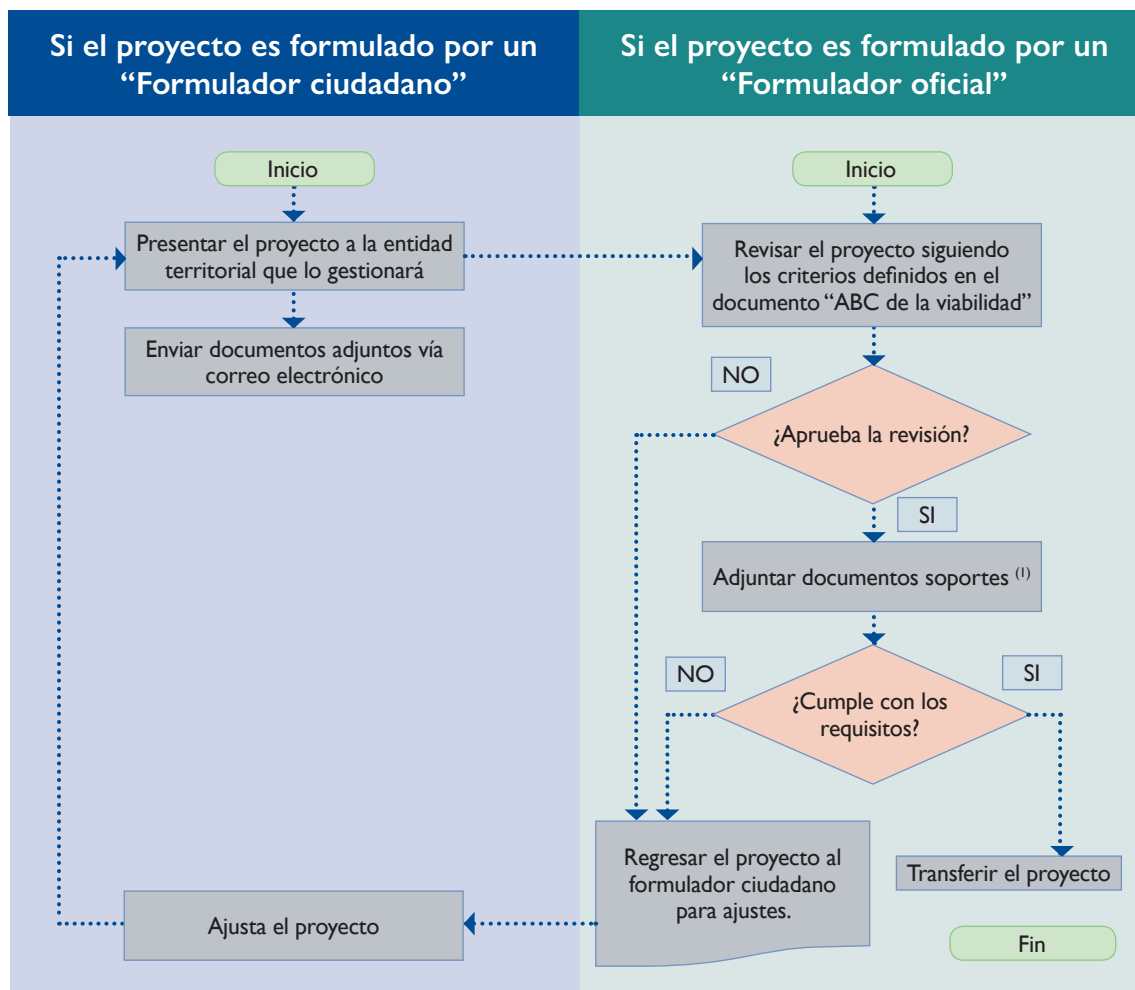 Si el proyecto es formulado por un
“Formulador ciudadano”
Si el proyecto es formulado por un
“Formulador oficial”
Inicio
Presentar el proyecto a la entidad
territorial que lo gestionará
Enviar documentos adjuntos vía
correo electrónico
Ajusta el proyecto
Inicio
Revisar el proyecto siguiendo
los criterios definidos en el
documento “ABC de la viabilidad”
NO
¿Aprueba la revisión?
SI
Adjuntar documentos soportes (1)
NO
SI
¿Cumple con los
requisitos?
Regresar el proyecto al
formulador ciudadano
para ajustes.
Transferir el proyecto
Fin